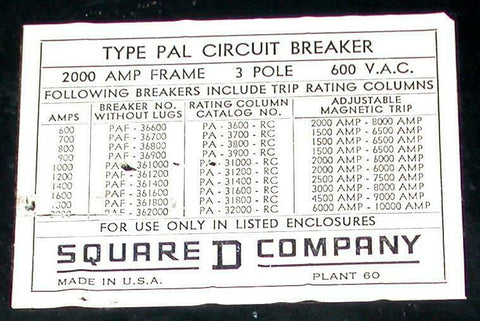 TYPE PAL CIRCUIT BREAKER
2000 AMP FRAME 3 POLE 600 V.A.C.
FOLLOWING BREAKERS INCLUDE TRIP RATING COLUMNS
AMPS BREAKER NO. WITHOUT LUGS RATING COLUMN CATALOG NO. ADJUSTABLE MAGNETIC TRIP
600 PAF - 36600 PA - 3600 - RC 2000 AMP - 8000 AMP
700 PAF - 36700 PA - 3700 - RC 1500 AMP - 6500 AMP
800 PAF - 36800 PA - 3800 - RC 1500 AMP - 6500 AMP
900 PAF - 36900 PA - 3900 - RC 1500 AMP - 6500 AMP
1000 PAF - 361000 PA - 31000 - RC 2000 AMP - AMP
1200 PAF - 361200 PA - 31200 - RC 2000 AMP - AMP
1400 PAF - 361400 PA - 31400 - RC 2500 AMP - 7500 AMP
1600 PAF - 361600 PA - 31600 - RC 3000 AMP - 8000 AMP
PAF - 361800 PA - 31800 - RC 4500 AMP - 9000 AMP
PAF - 362000 PA - 32000 - RC 6000 AMP - 10000 AMP
FOR USE ONLY IN LISTED ENCLOSURES
SQUARE D COMPANY
MADE IN U.S.A. PLANT 60